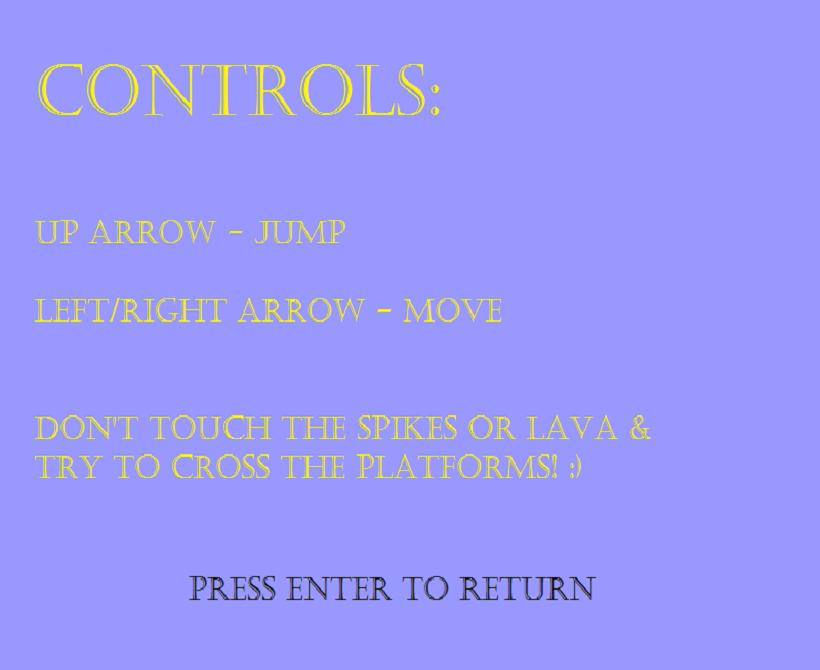 CONTROLS:
UP ARROW - JUMP
LEFT/RIGHT ARROW - MOVE
DON'T TOUCH THE SPIKES OR LAVA &
TRY TO CROSS THE PLATFORMS! :)
PRESS ENTER TO RETURN